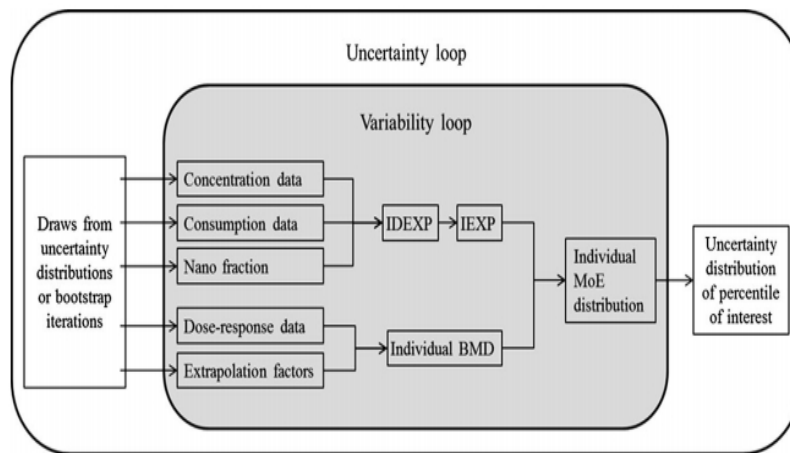 Uncertainty loop
Variability loop
Draws from
uncertainty
distributions
or bootstrap
iterations
Concentration data
Consumption data
Nano fraction
Dose-response data
Extrapolation factors
IDEXP
IEXP
Individual BMD
Individual
MoE
distribution
Uncertainty
distribution
of percentile
of interest